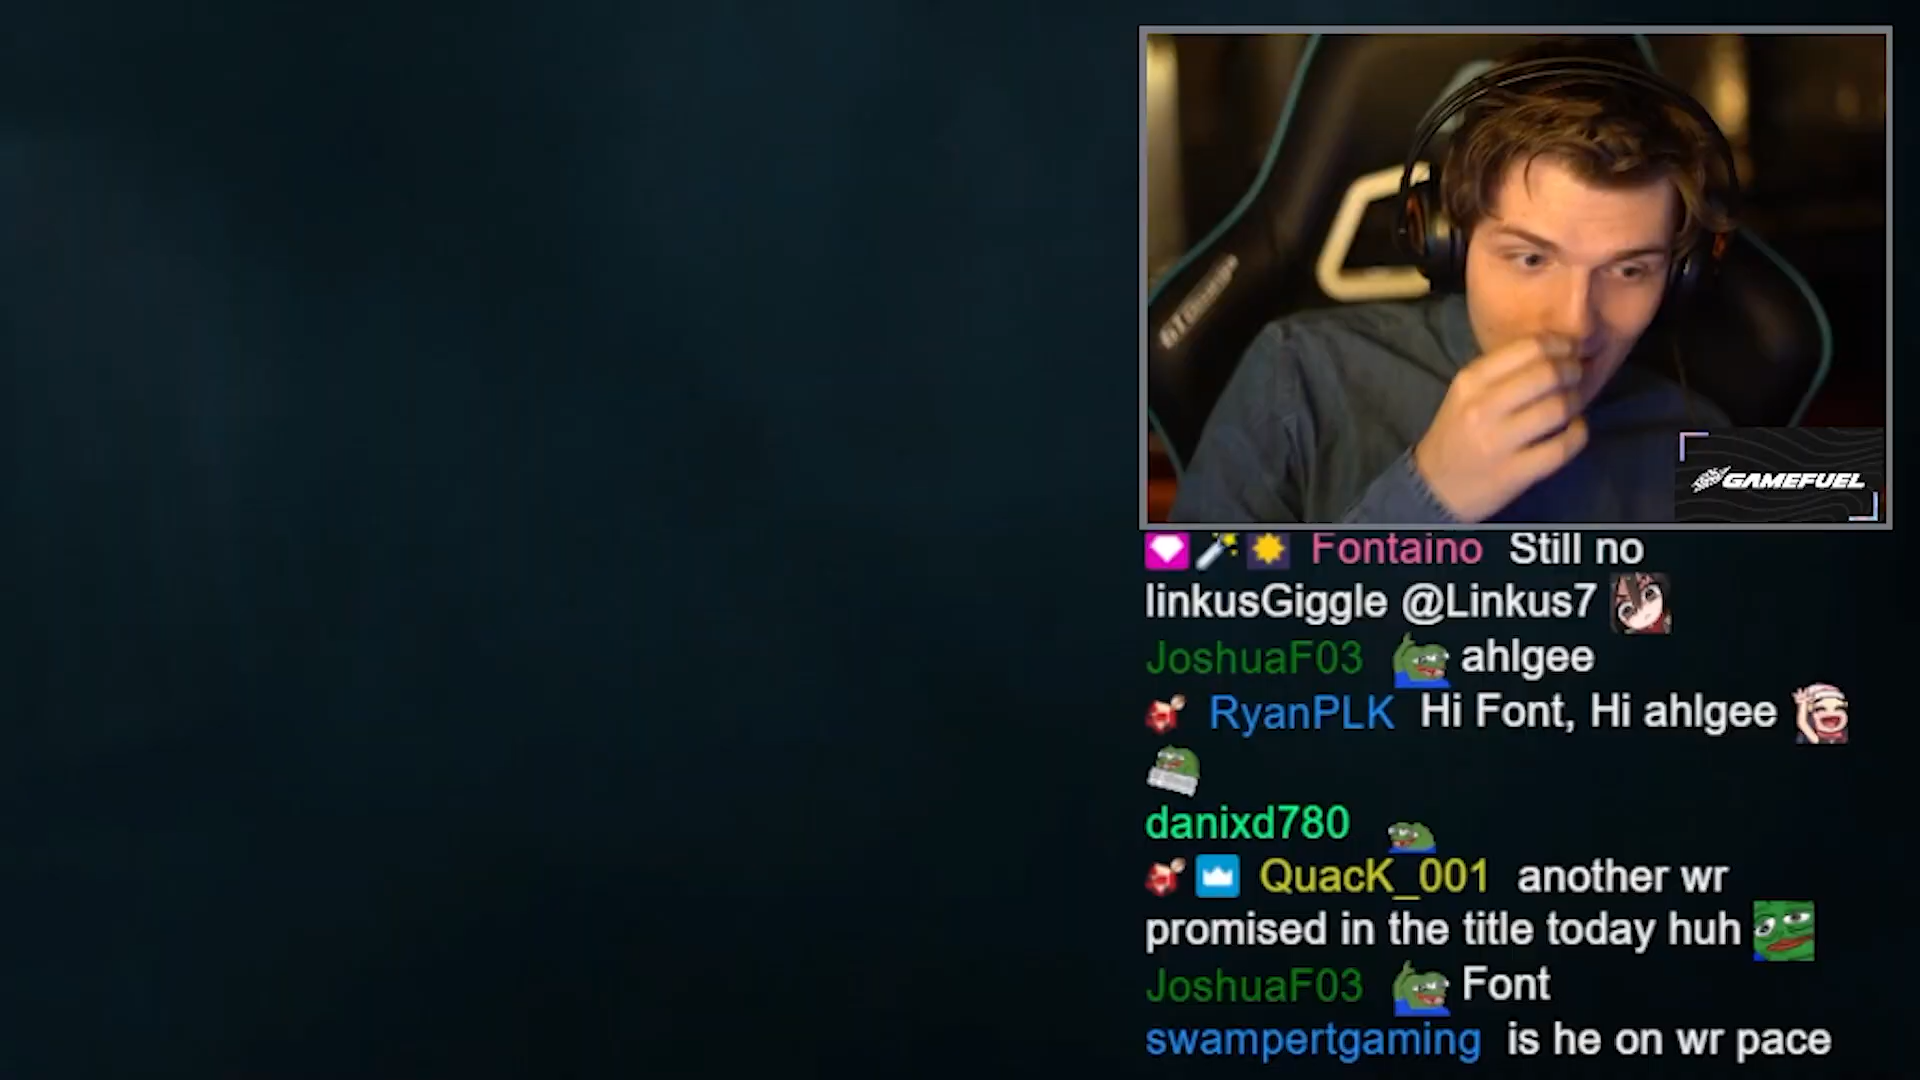 GTRACING
GAMEFUEL
Fontaino Still no
linkusGiggle @Linkus7
JoshuaF03 ahlgee
RyanPLK Hi Font, Hi ahlgee
danixd780
QuacK_001 another wr
promised in the title today huh
JoshuaF03 Font
swampertgaming is he on wr pace